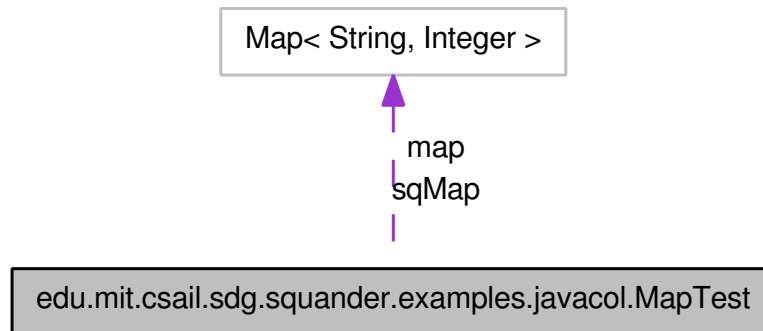 Map< String, Integer >
map
sqMap
edu.mit.csail.sdg.squander.examples.javacol.MapTest